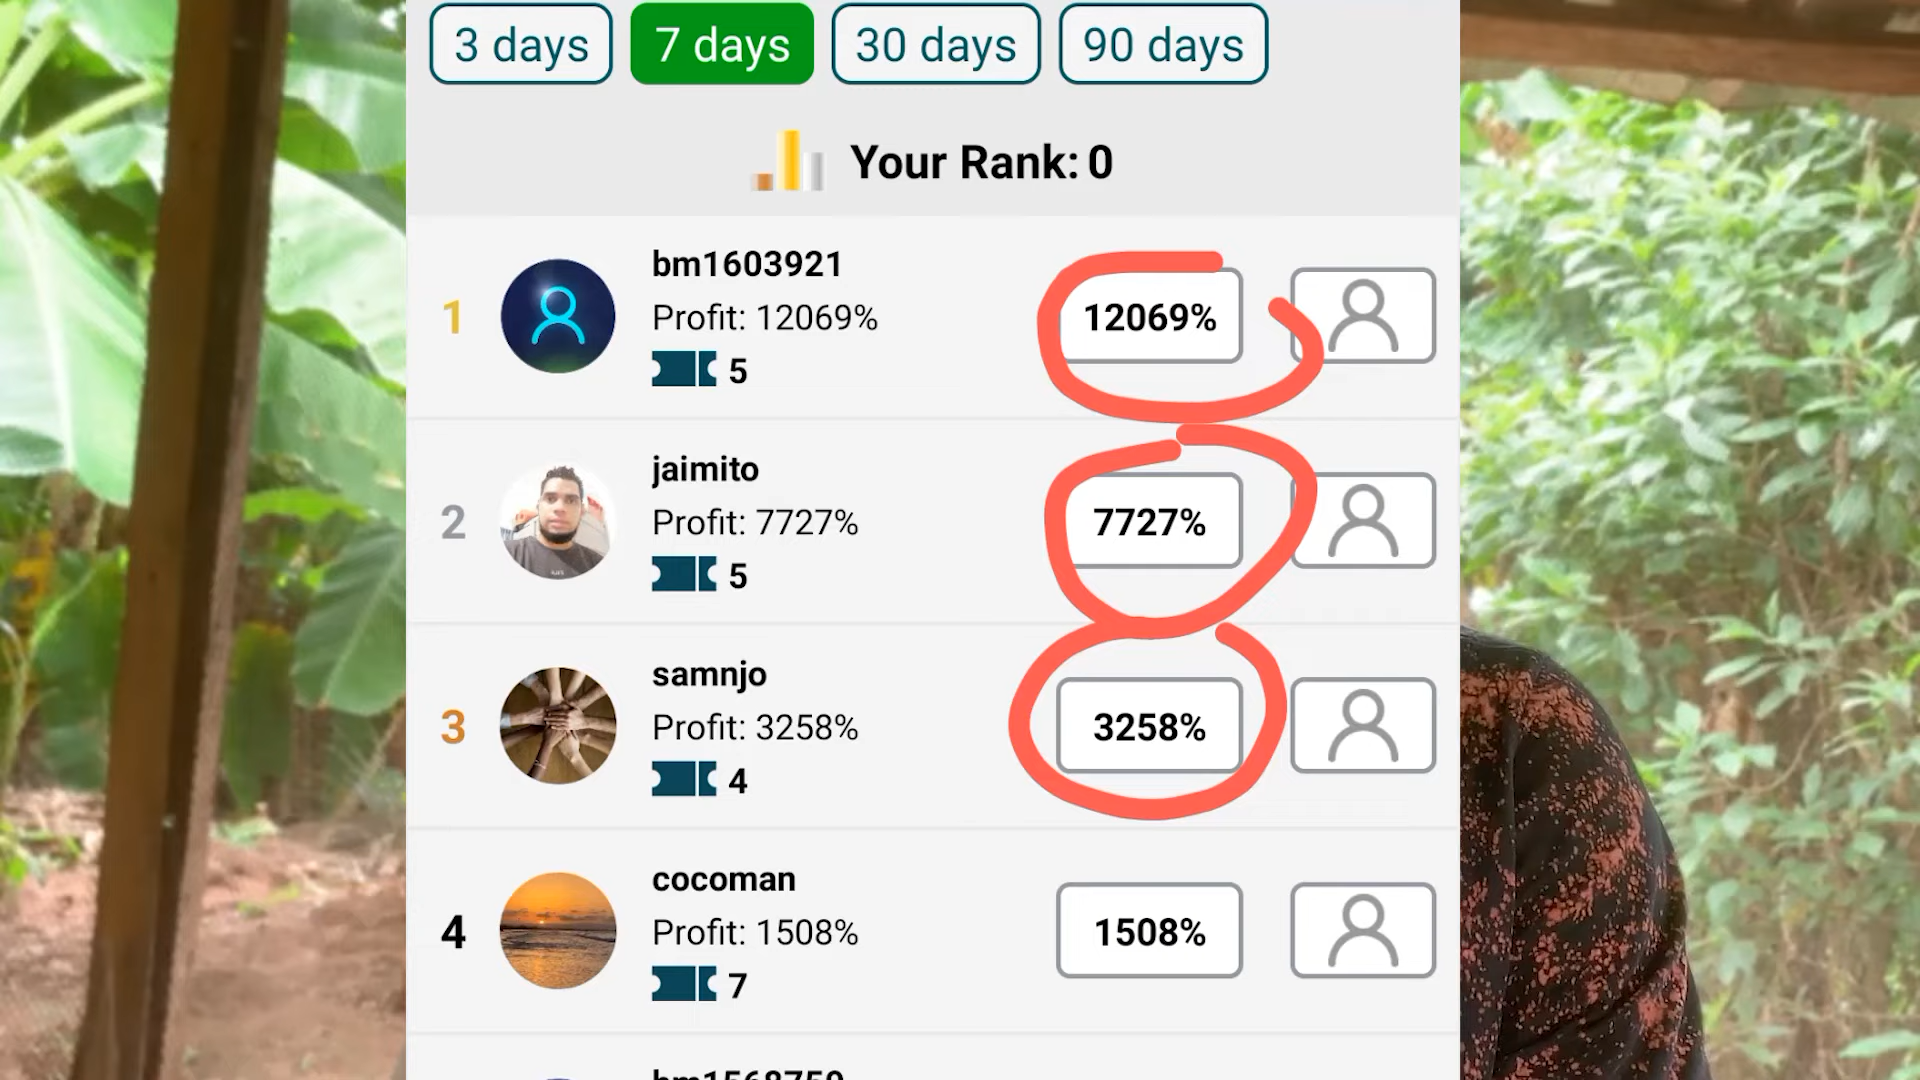 3 days 7 days 30 days 90 days
Your Rank: 0
1
bm1603921
Profit: 12069%
5
12069%
2
jaimito
Profit: 7727%
5
7727%
3
samnjo
Profit: 3258%
4
3258%
4
cocoman
Profit: 1508%
7
1508%
bm1568759